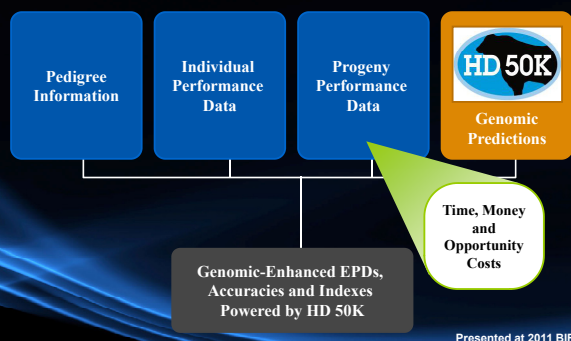 Pedigree
Information
Individual
Performance
Data
Progeny
Performance
Data
HD 50K
Genomic
Predictions
Time, Money
and
Opportunity
Costs
Genomic-Enhanced EPDs,
Accuracies and Indexes
Powered by HD 50K
Presented at 2011 BIF